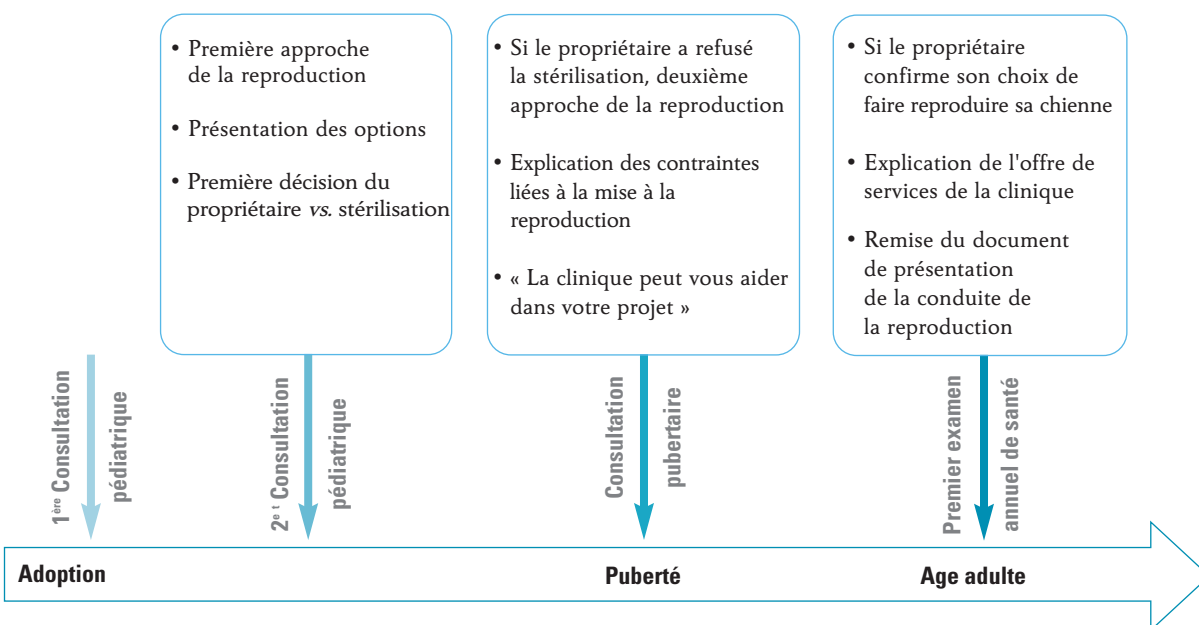 • Première approche
de la reproduction
• Présentation des options
• Première décision du
propriétaire vs. stérilisation
• Si le propriétaire a refusé
la stérilisation, deuxième
approche de la reproduction
• Explication des contraintes
liées à la mise à la
reproduction
• « La clinique peut vous aider
dans votre projet »
• Si le propriétaire
confirme son choix de
faire reproduire sa chienne
• Explication de l'offre de
services de la clinique
• Remise du document
de présentation
de la conduite de
la reproduction
1ère Consultation
pédiatrique
2e t Consultation
pédiatrique
Consultation
pubertaire
Premier examen
annuel de santé
Adoption
Puberté
Age adulte